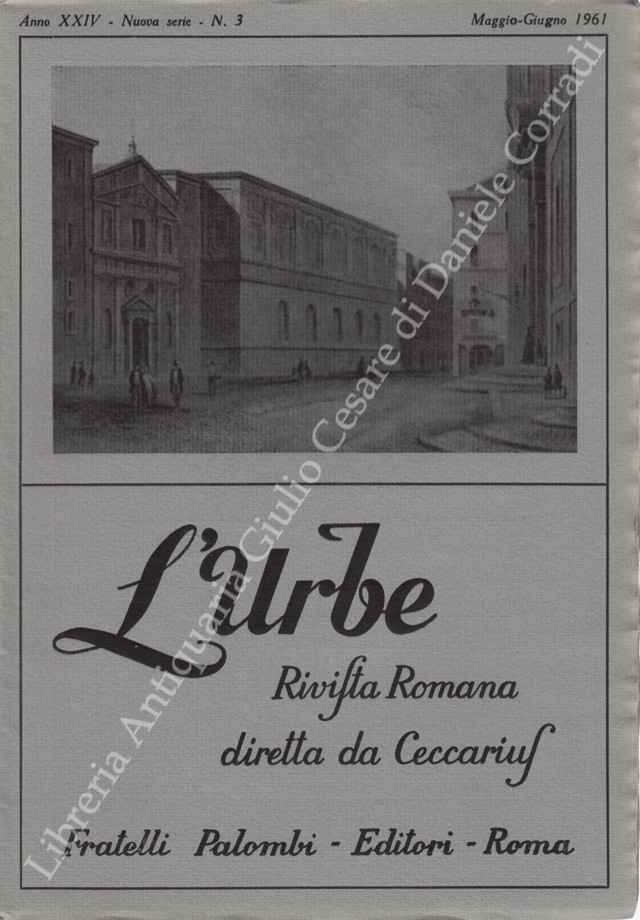 Anno XXIV - Nuova serie - N. 3
Maggio-Giugno 1961
L'Urbe
Riviſta Romana
diretta da Ceccariuſ
Fratelli Palombi - Editori - Roma
Libreria Antiquaria Giulio Cesare di Daniele Corradi